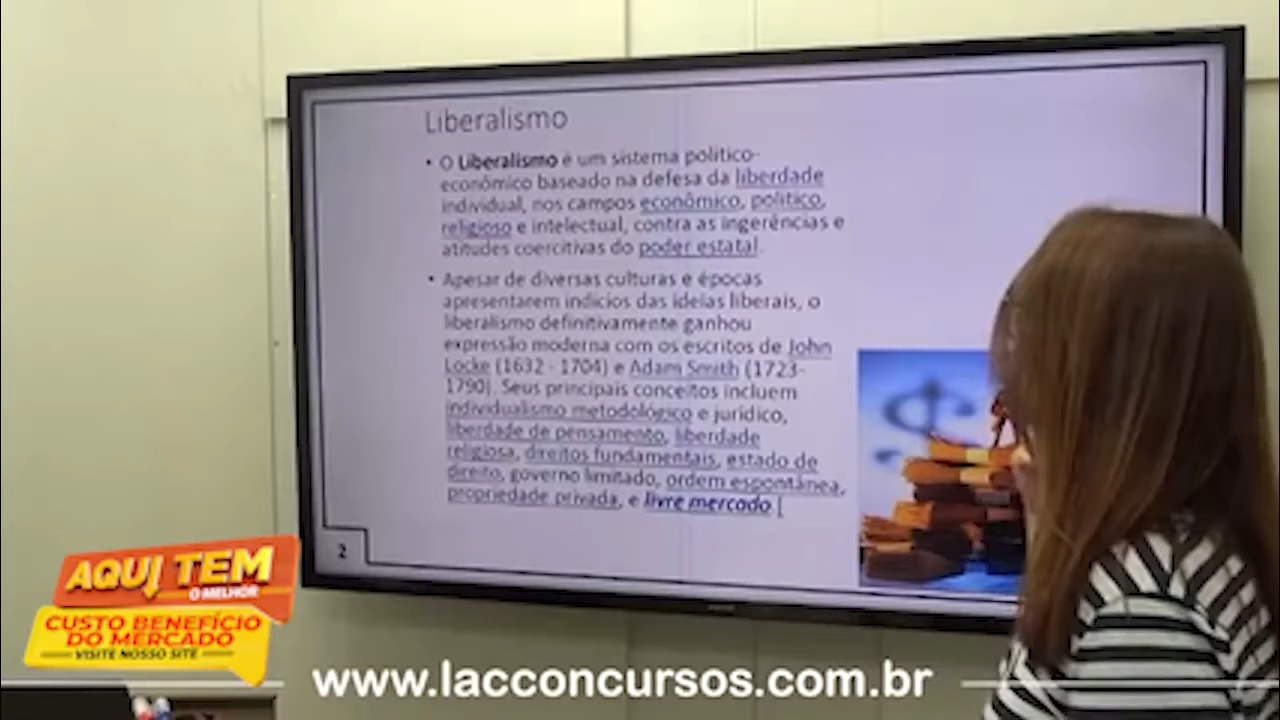 Liberalismo
• O Liberalismo é um sistema político-
econômico baseado na defesa da liberdade
individual, nos campos econômico, político,
religioso e intelectual, contra as ingerências e
atitudes coercitivas do poder estatal.
• Apesar de diversas culturas e épocas
apresentarem indícios das ideias liberais, o
liberalismo definitivamente ganhou
expressão moderna com os escritos de John
Locke (1632 - 1704) e Adam Smith (1723-
1790). Seus principais conceitos incluem
individualismo metodológico e jurídico,
liberdade de pensamento, liberdade
religiosa, direitos fundamentais, estado de
direito, governo limitado, ordem espontânea,
propriedade privada, e livre mercado [
2
AQUI TEM
O MELHOR
CUSTO BENEFÍCIO
DO MERCADO
VISITE NOSSO SITE
www.lacconcursos.com.br